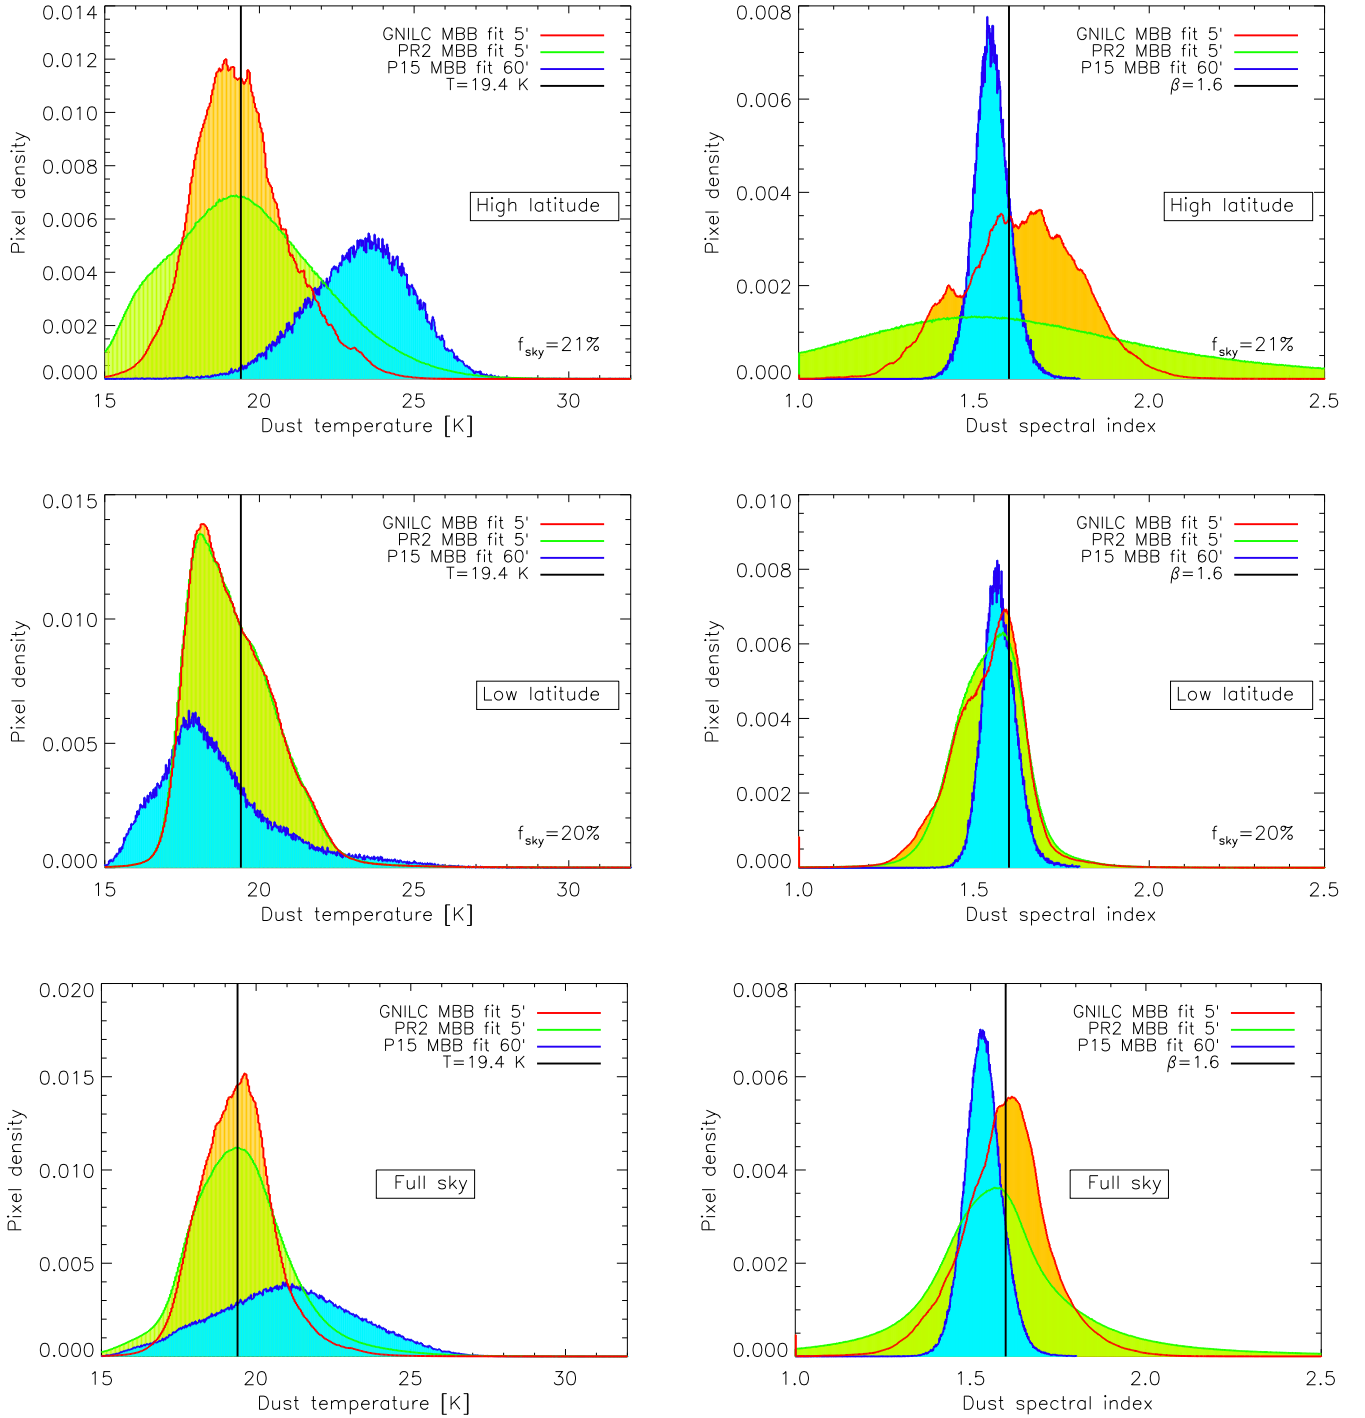 GNILC MBB fit 5'
PR2 MBB fit 5'
P15 MBB fit 60'
T=19.4 K
High latitude
f_sky=21%
Pixel density
0.014
0.012
0.010
0.008
0.006
0.004
0.002
0.000
15 20 25 30
Dust temperature [K]
GNILC MBB fit 5'
PR2 MBB fit 5'
P15 MBB fit 60'
β=1.6
High latitude
f_sky=21%
Pixel density
0.008
0.006
0.004
0.002
0.000
1.0 1.5 2.0 2.5
Dust spectral index
GNILC MBB fit 5'
PR2 MBB fit 5'
P15 MBB fit 60'
T=19.4 K
Low latitude
f_sky=20%
Pixel density
0.015
0.010
0.005
0.000
15 20 25 30
Dust temperature [K]
GNILC MBB fit 5'
PR2 MBB fit 5'
P15 MBB fit 60'
β=1.6
Low latitude
f_sky=20%
Pixel density
0.010
0.008
0.006
0.004
0.002
0.000
1.0 1.5 2.0 2.5
Dust spectral index
GNILC MBB fit 5'
PR2 MBB fit 5'
P15 MBB fit 60'
T=19.4 K
Full sky
Pixel density
0.020
0.015
0.010
0.005
0.000
15 20 25 30
Dust temperature [K]
GNILC MBB fit 5'
PR2 MBB fit 5'
P15 MBB fit 60'
β=1.6
Full sky
Pixel density
0.008
0.006
0.004
0.002
0.000
1.0 1.5 2.0 2.5
Dust spectral index